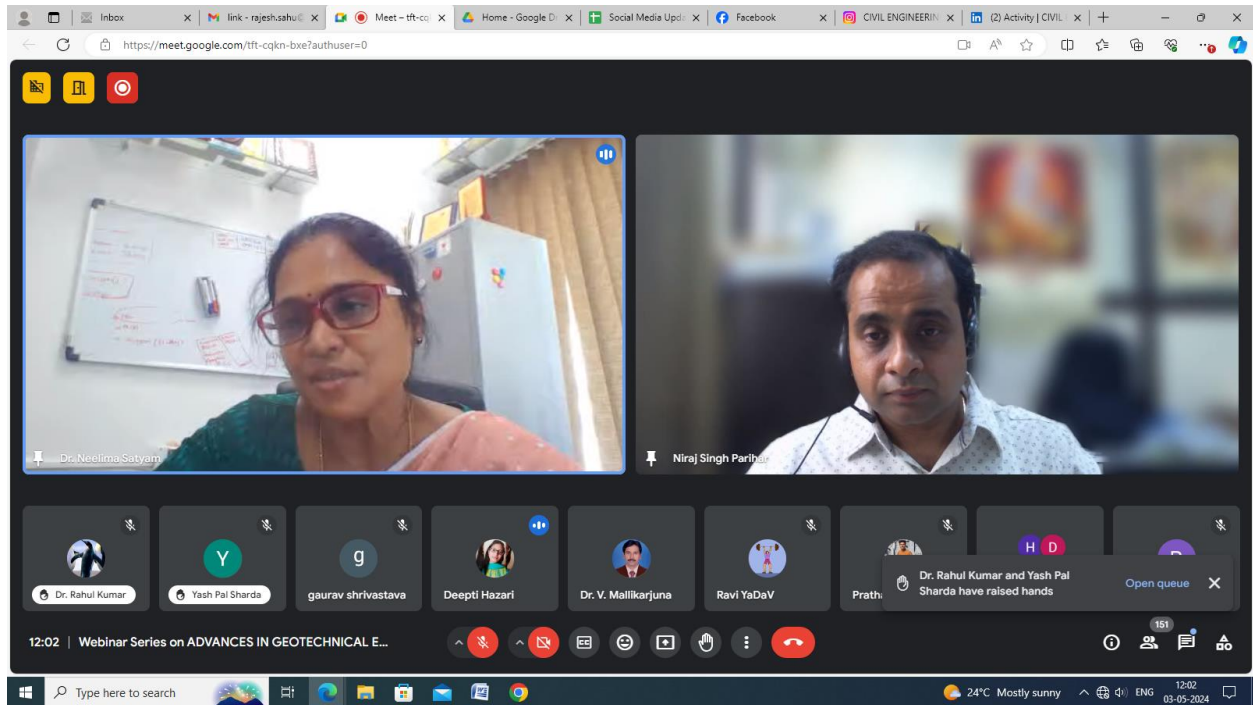 Inbox
link - rajesh.sahu
Meet – tft-cq
Home - Google Dr
Social Media Upda
Facebook
CIVIL ENGINEERIN
(2) Activity | CIVIL
https://meet.google.com/tft-cqkn-bxe?authuser=0
Dr. Neelima Satyam
Niraj Singh Parihar
Y
g
H D
Dr. Rahul Kumar
Yash Pal Sharda
gaurav shrivastava
Deepti Hazari
Dr. V. Mallikarjuna
Ravi YaDaV
Prath
Dr. Rahul Kumar and Yash Pal
Sharda have raised hands
Open queue
12:02 | Webinar Series on ADVANCES IN GEOTECHNICAL E...
151
Type here to search
24°C Mostly sunny
ENG
12:02
03-05-2024